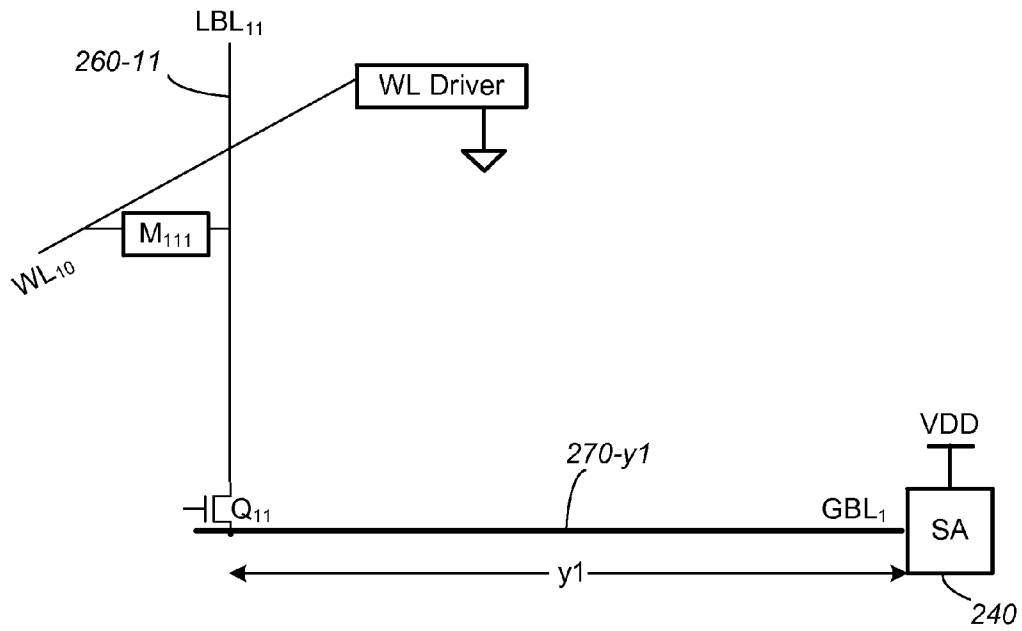 LBL₁₁
260-11
WL Driver
M₁₁₁
WL₁₀
VDD
270-y1
Q₁₁
GBL₁
SA
y1
240